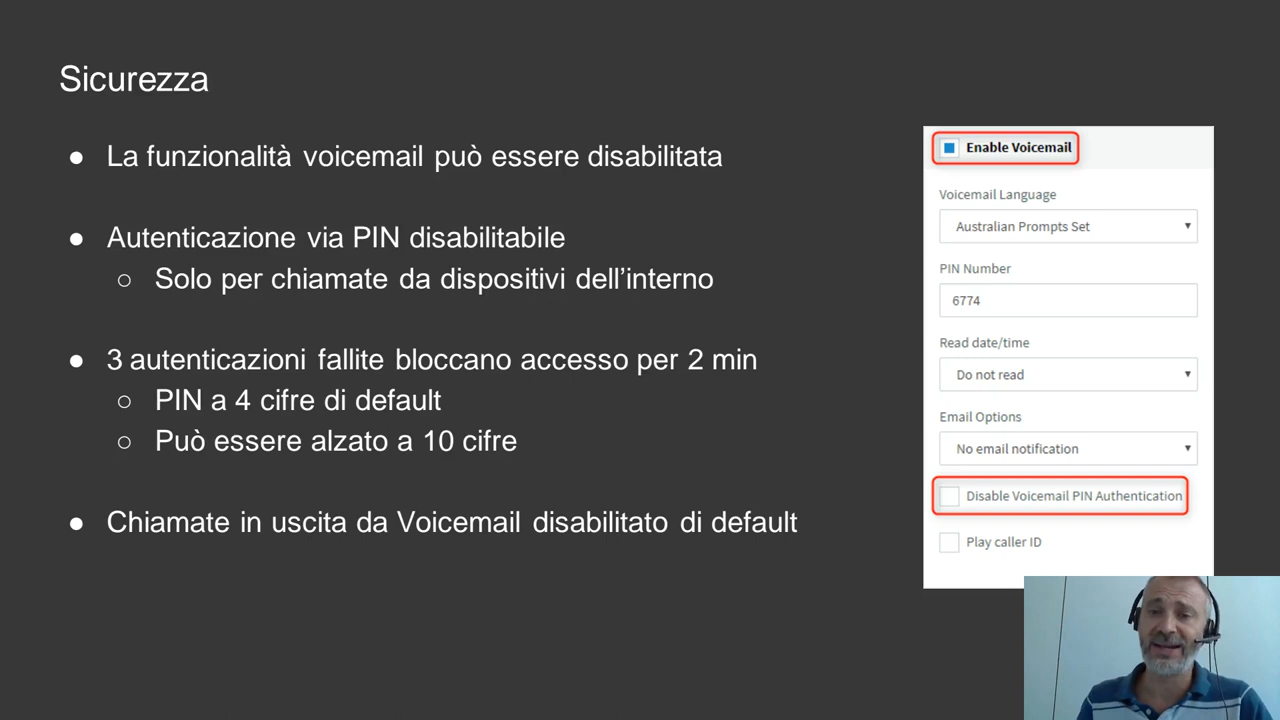 Sicurezza
● La funzionalità voicemail può essere disabilitata
● Autenticazione via PIN disabilitabile
○ Solo per chiamate da dispositivi dell’interno
● 3 autenticazioni fallite bloccano accesso per 2 min
○ PIN a 4 cifre di default
○ Può essere alzato a 10 cifre
● Chiamate in uscita da Voicemail disabilitato di default
Enable Voicemail
Voicemail Language
Australian Prompts Set
PIN Number
6774
Read date/time
Do not read
Email Options
No email notification
Disable Voicemail PIN Authentication
Play caller ID